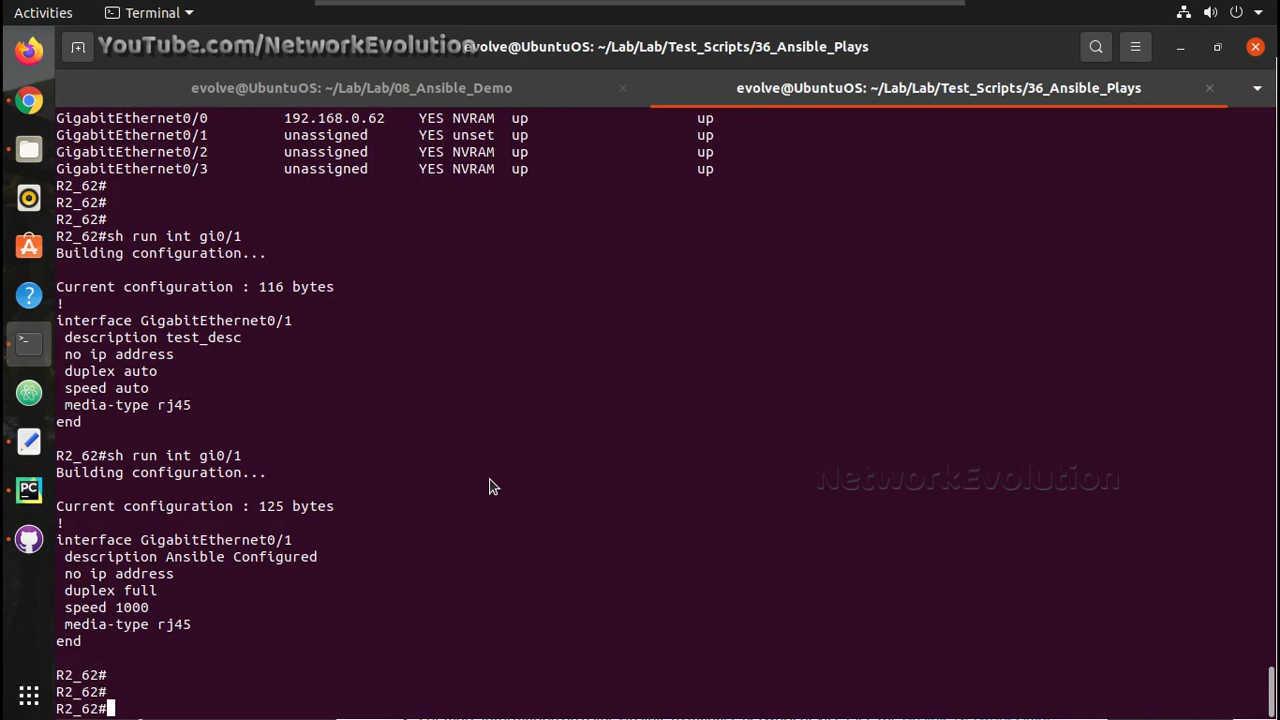 Activities
Terminal
YouTube.com/NetworkEvolution
evolve@UbuntuOS: ~/Lab/Lab/Test_Scripts/36_Ansible_Plays
evolve@UbuntuOS: ~/Lab/Lab/08_Ansible_Demo
evolve@UbuntuOS: ~/Lab/Lab/Test_Scripts/36_Ansible_Plays
GigabitEthernet0/0 192.168.0.62 YES NVRAM up up
GigabitEthernet0/1 unassigned YES unset up up
GigabitEthernet0/2 unassigned YES NVRAM up up
GigabitEthernet0/3 unassigned YES NVRAM up up
R2_62#
R2_62#
R2_62#
R2_62#sh run int gi0/1
Building configuration...
Current configuration : 116 bytes
!
interface GigabitEthernet0/1
description test_desc
no ip address
duplex auto
speed auto
media-type rj45
end
R2_62#sh run int gi0/1
Building configuration...
Current configuration : 125 bytes
!
interface GigabitEthernet0/1
description Ansible Configured
no ip address
duplex full
speed 1000
media-type rj45
end
R2_62#
R2_62#
R2_62#
NetworkEvolution
PC